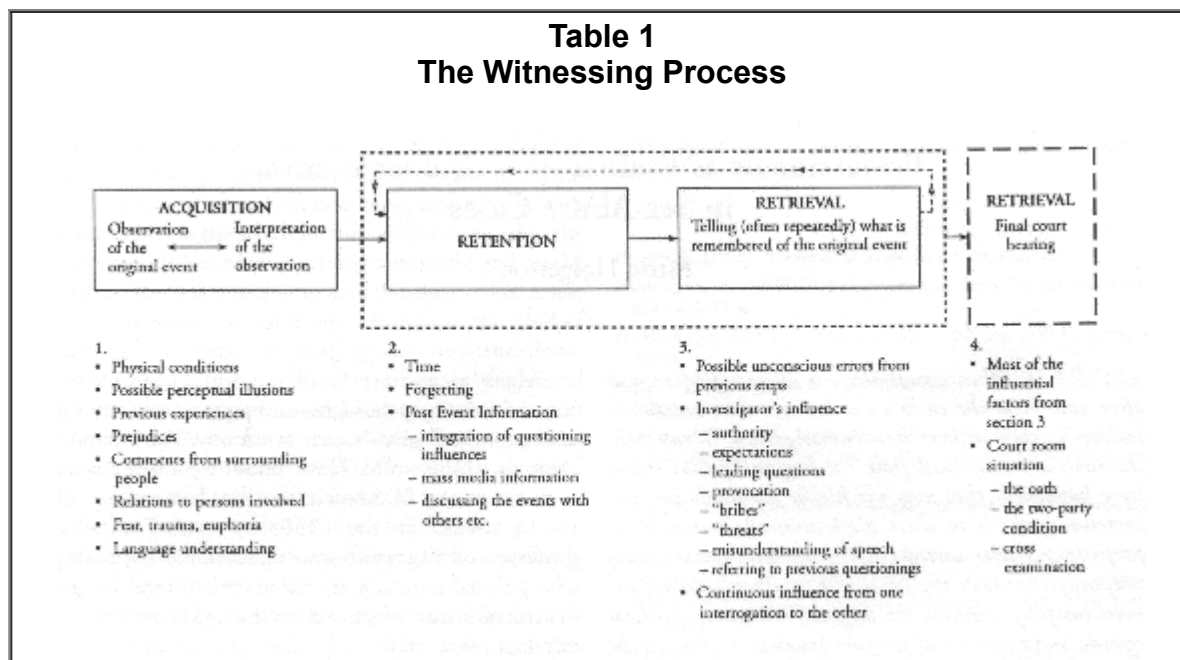 Table 1
The Witnessing Process
ACQUISITION
Observation
of the
original event
Interpretation
of the
observation
RETENTION
RETRIEVAL
Telling (often repeatedly) what is
remembered of the original event
RETRIEVAL
Final court
hearing
1.
• Physical conditions
• Possible perceptual illusions
• Previous expectations
• Prejudices
• Comments from surrounding
people
• Relations to persons involved
• Fear, trauma, euphoria
• Language understanding
2.
• Time
• Forgetting
• Post Event Information
– integration of questioning
influences
– mass media information
– discussing the events with
others etc.
3.
• Possible unconscious errors from
previous steps
• Investigator's influence
– authority
– expectations
– leading questions
– provocation
– "bribes"
– "threats"
– misunderstanding of speech
– referring to previous questionings
• Continuous influence from one
interrogation to the other
4.
• Most of the
influential
factors from
section 3
• Court room
situation
– the oath
– the two-party
condition
– cross
examination